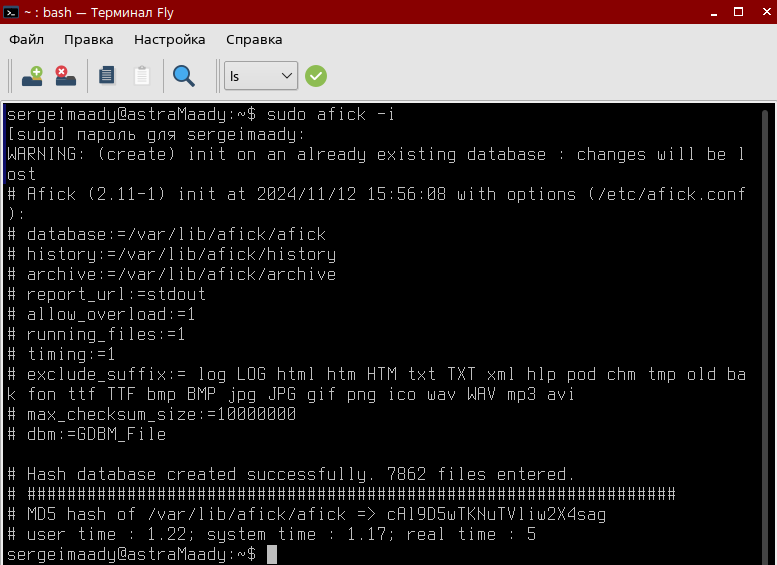 ~ : bash — Терминал Fly
Файл Правка Настройка Справка
ls
sergeimaady@astraMaady:~$ sudo afick -i
[sudo] пароль для sergeimaady:
WARNING: (create) init on an already existing database : changes will be l
ost
# Afick (2.11-1) init at 2024/11/12 15:56:08 with options (/etc/afick.conf
):
# database:=/var/lib/afick/afick
# history:=/var/lib/afick/history
# archive:=/var/lib/afick/archive
# report_url:=stdout
# allow_overload:=1
# running_files:=1
# timing:=1
# exclude_suffix:= log LOG html htm HTM txt TXT xml hlp pod chm tmp old ba
k fon ttf TTF bmp BMP jpg JPG gif png ico wav WAV mp3 avi
# max_checksum_size:=10000000
# dbm:=GDBM_File
# Hash database created successfully. 7862 files entered.
# #################################################################
# MD5 hash of /var/lib/afick/afick => cAl9D5wTKNuTVliw2X4sag
# user time : 1.22; system time : 1.17; real time : 5
sergeimaady@astraMaady:~$